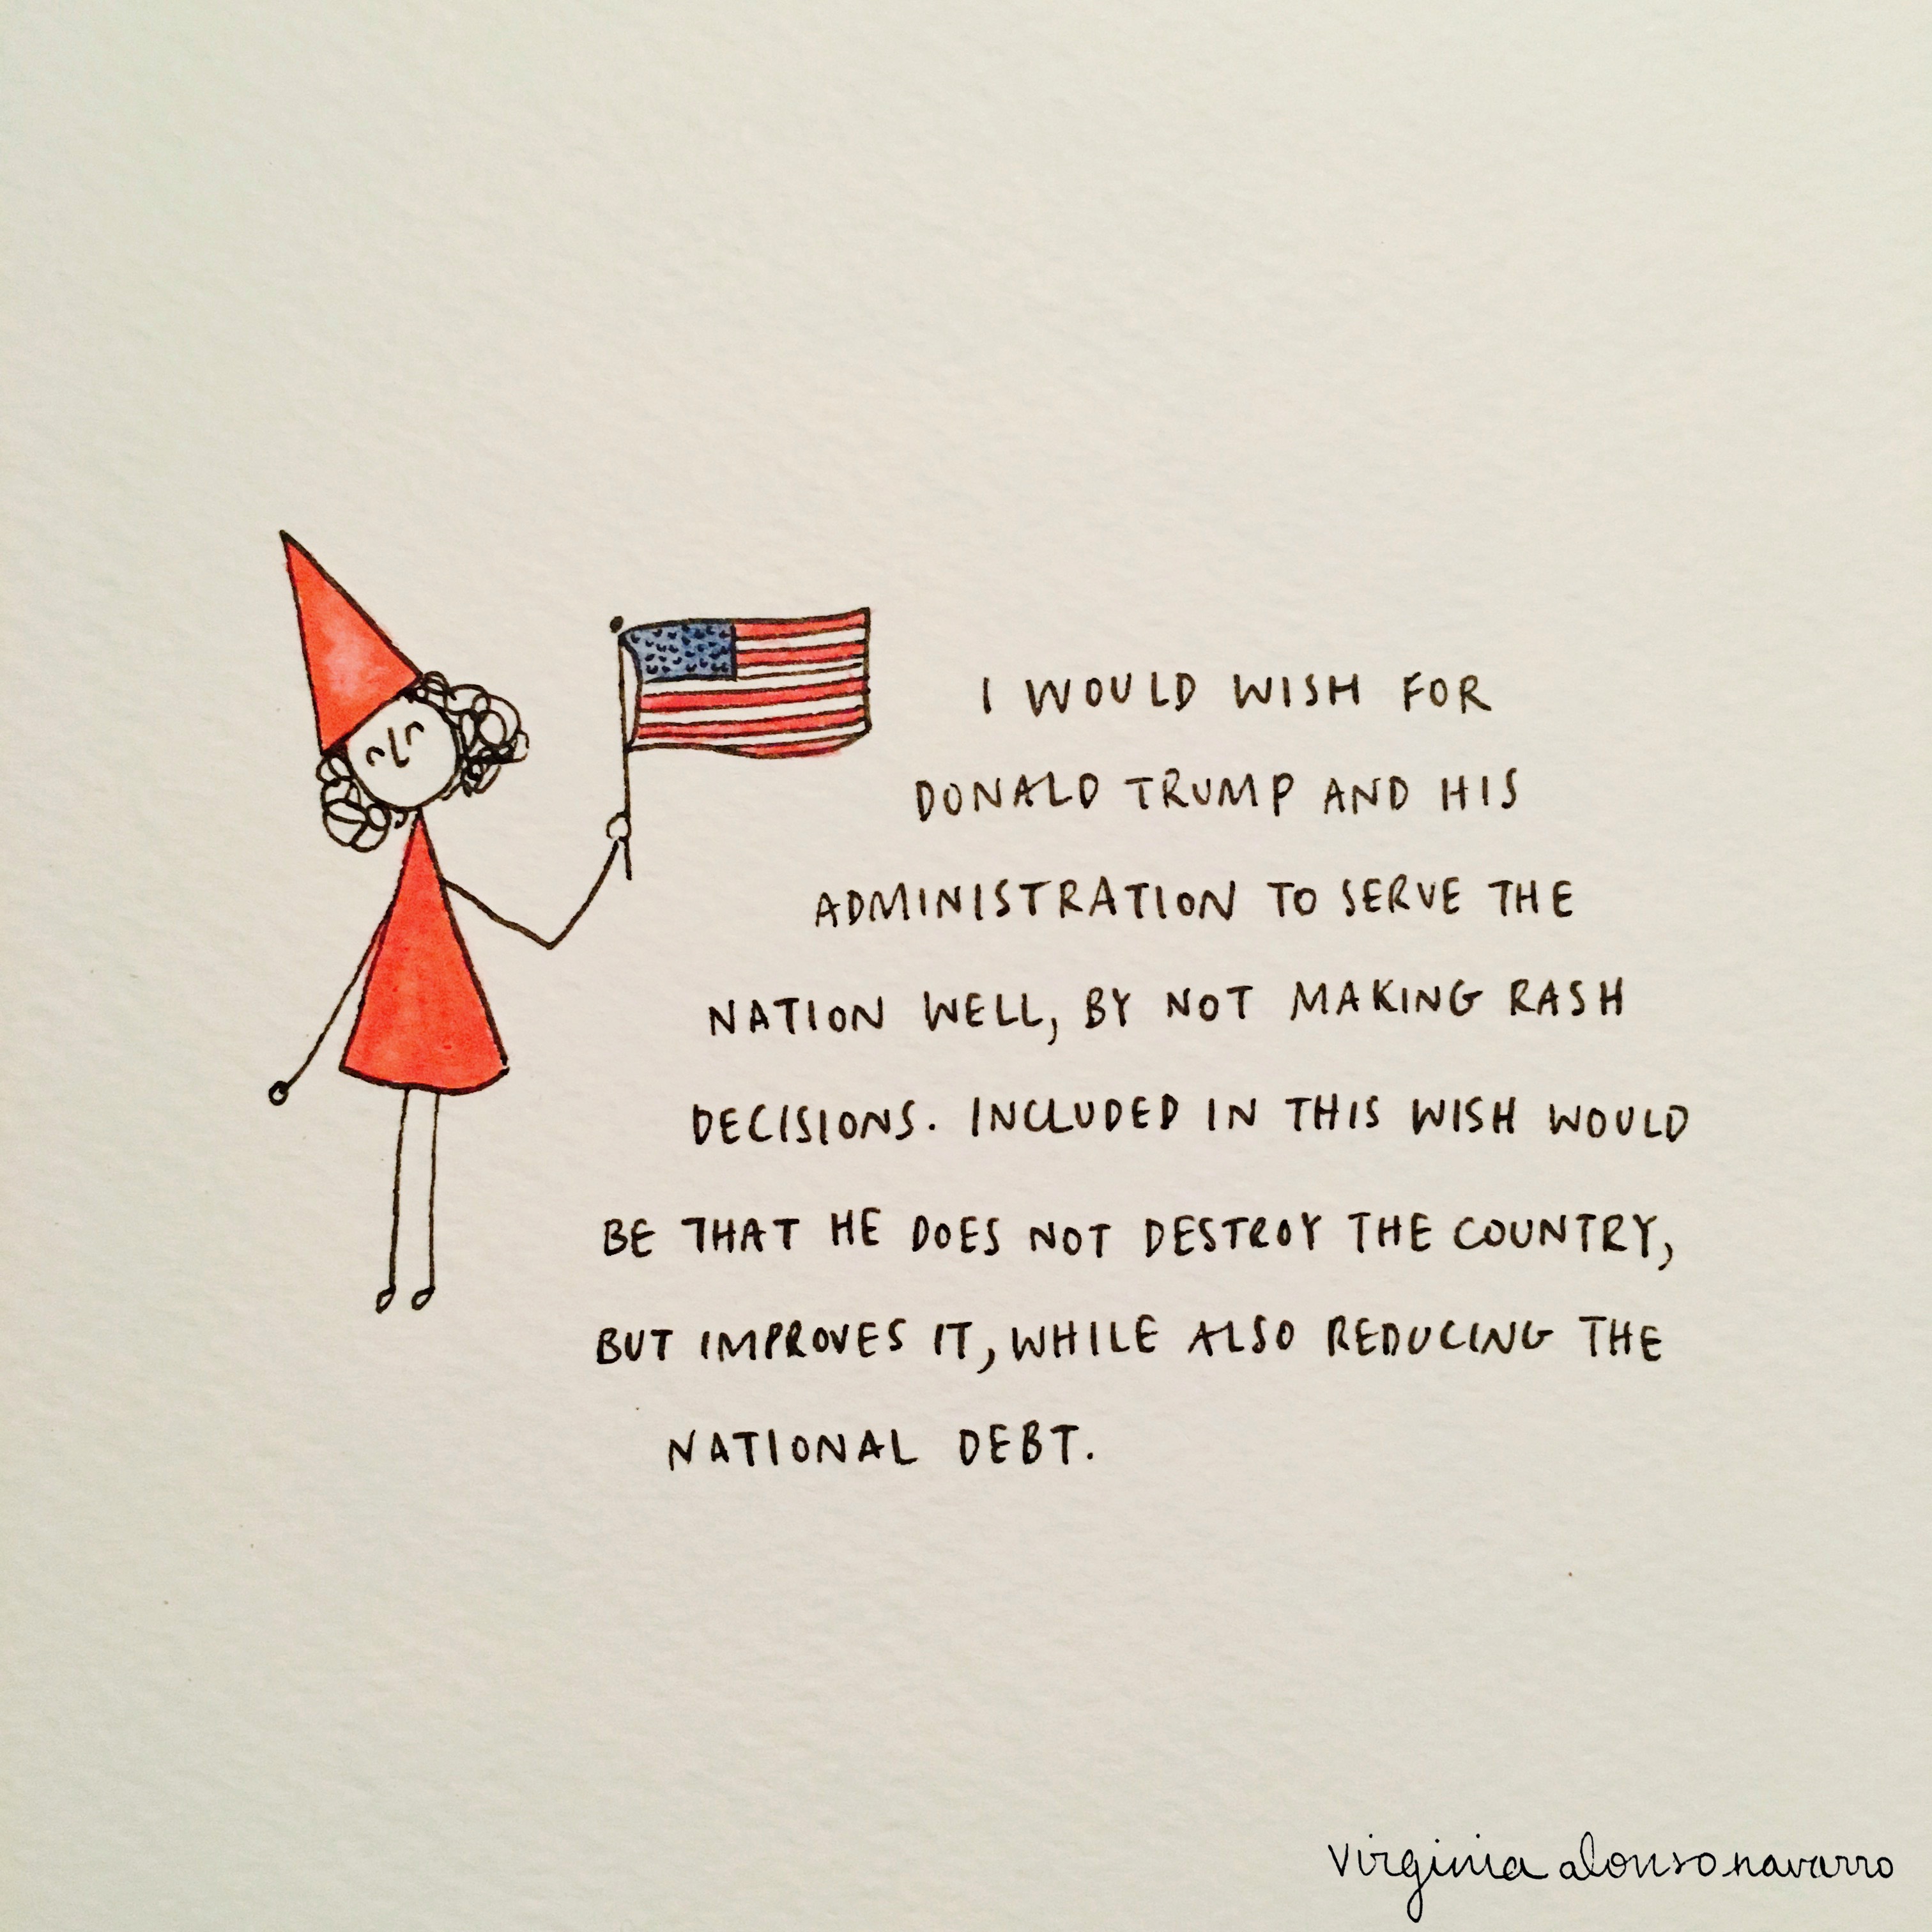 I WOULD WISH FOR
DONALD TRUMP AND HIS
ADMINISTRATION TO SERVE THE
NATION WELL, BY NOT MAKING RASH
DECISIONS. INCLUDED IN THIS WISH WOULD
BE THAT HE DOES NOT DESTROY THE COUNTRY,
BUT IMPROVES IT, WHILE ALSO REDUCING THE
NATIONAL DEBT.
virginia alonso navarro